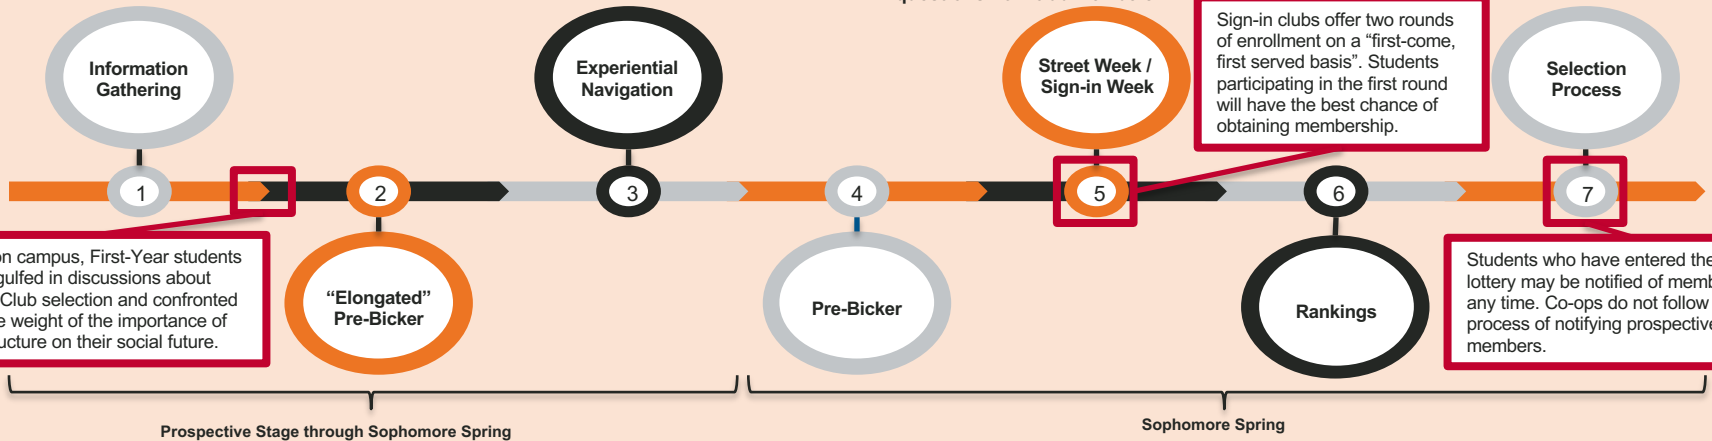 Information
Gathering
Experiential
Navigation
Street Week /
Sign-in Week
Sign-in clubs offer two rounds
of enrollment on a “first-come,
first served basis”. Students
participating in the first round
will have the best chance of
obtaining membership.
Selection
Process
1
2
3
4
5
6
7
on campus, First-Year students
gulfed in discussions about
Club selection and confronted
weight of the importance of
ucture on their social future.
“Elongated”
Pre-Bicker
Pre-Bicker
Rankings
Students who have entered the
lottery may be notified of memb
any time. Co-ops do not follow
process of notifying prospective
members.
Prospective Stage through Sophomore Spring
Sophomore Spring